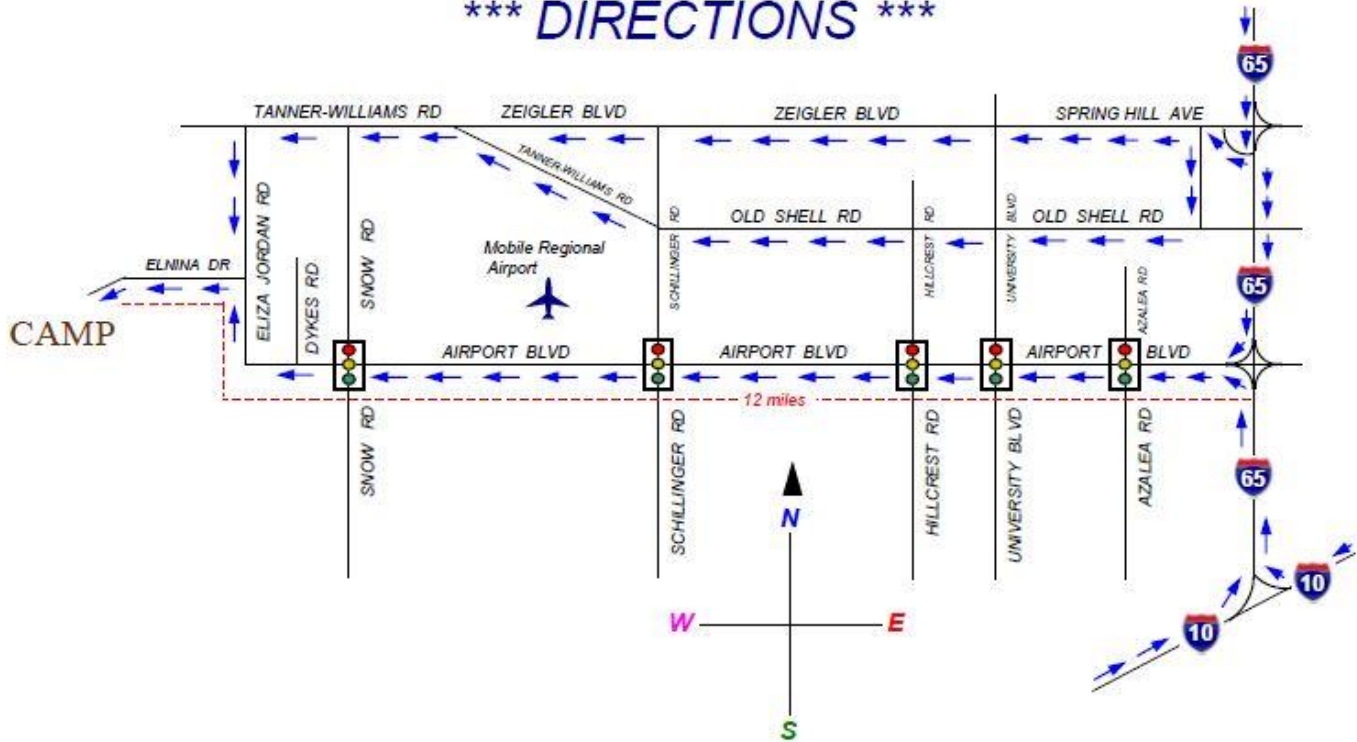 *** DIRECTIONS ***
65
TANNER-WILLIAMS RD
ZEIGLER BLVD
ZEIGLER BLVD
SPRING HILL AVE
TANNER-WILLIAMS RD
ELIZA JORDAN RD
SNOW RD
SCHILLINGER RD
OLD SHELL RD
HILLCREST RD
UNIVERSITY BLVD
OLD SHELL RD
Mobile Regional
Airport
ELNINA DR
DYKES RD
AZALEA RD
65
CAMP
AIRPORT BLVD
AIRPORT BLVD
AIRPORT BLVD
12 miles
SNOW RD
SCHILLINGER RD
HILLCREST RD
UNIVERSITY BLVD
AZALEA RD
65
N
10
W
E
10
S